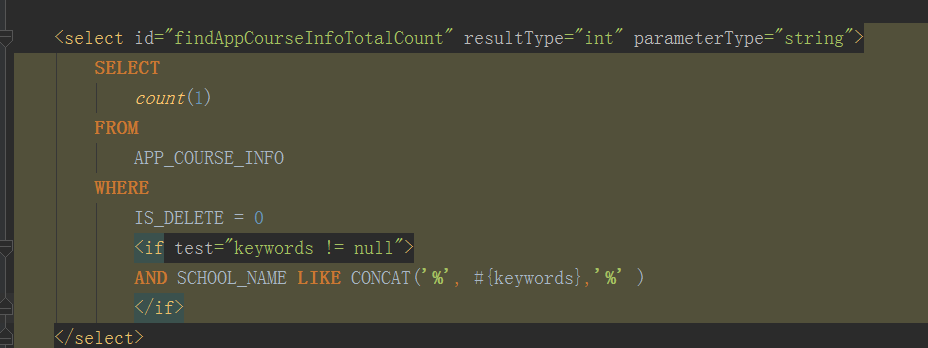 <select id="findAppCourseInfoTotalCount" resultType="int" parameterType="string">
SELECT
count(1)
FROM
APP_COURSE_INFO
WHERE
IS_DELETE = 0
<if test="keywords != null">
AND SCHOOL_NAME LIKE CONCAT('%', #{keywords},'%' )
</if>
</select>